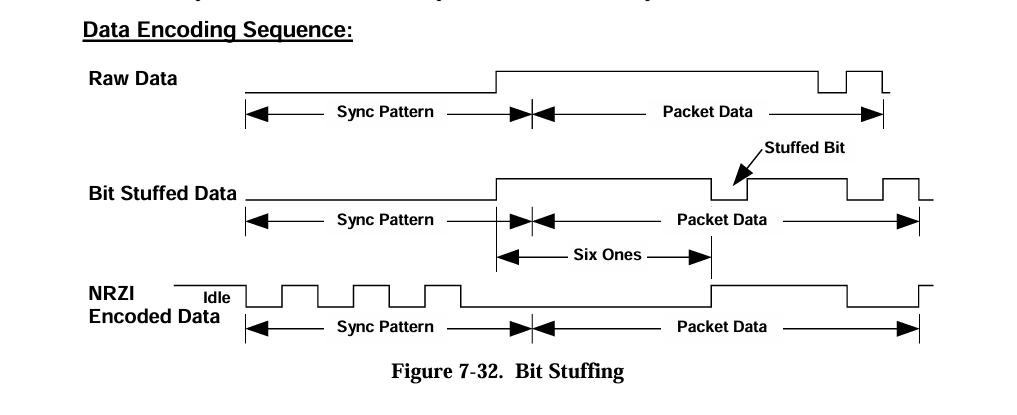 Data Encoding Sequence:
Raw Data
Sync Pattern
Packet Data
Stuffed Bit
Bit Stuffed Data
Sync Pattern
Packet Data
Six Ones
NRZI
Idle
Encoded Data
Sync Pattern
Packet Data
Figure 7-32. Bit Stuffing